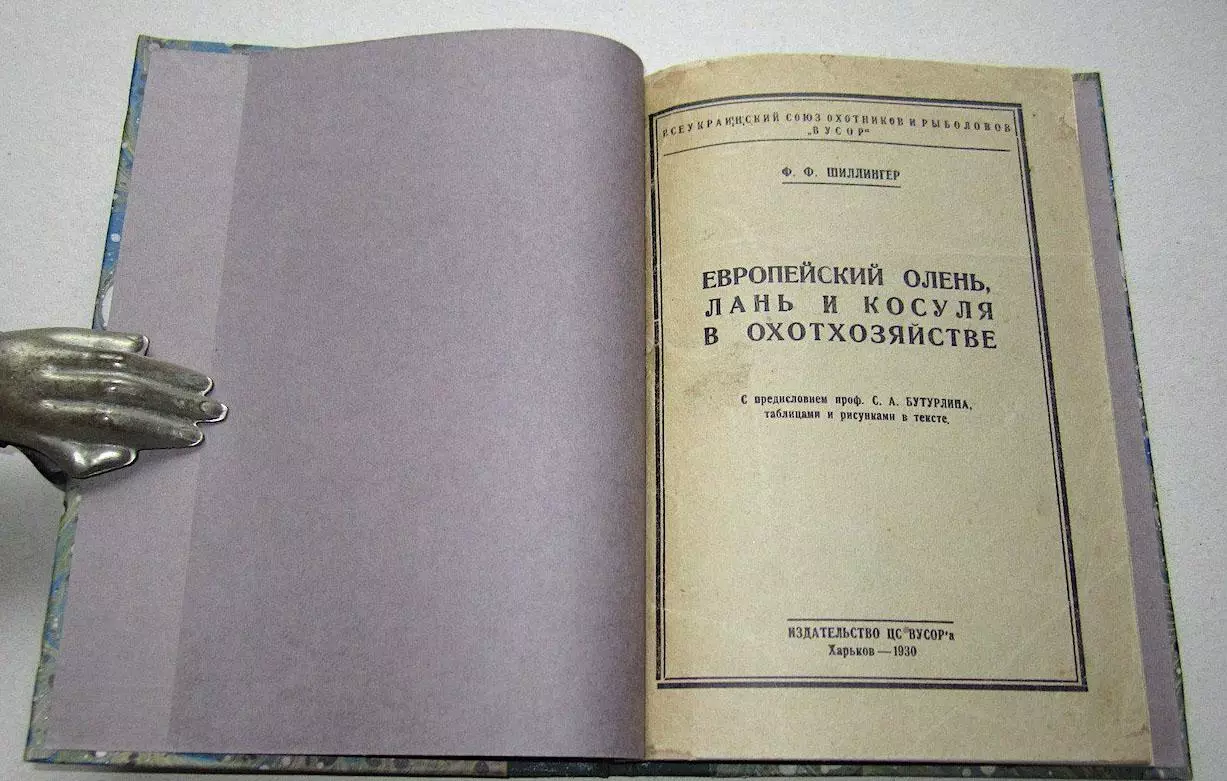 ВСЕУКРАИНСКИЙ СОЮЗ ОХОТНИКОВ И РЫБОЛОВОВ
„ВУСОР"
Ф. Ф. ШИЛЛИНГЕР
ЕВРОПЕЙСКИЙ ОЛЕНЬ,
ЛАНЬ И КОСУЛЯ
В ОХОТХОЗЯЙСТВЕ
С предисловием проф. С. А. БУТУРЛИНА,
таблицами и рисунками в тексте.
ИЗДАТЕЛЬСТВО ЦС ВУСОР'а
Харьков — 1930